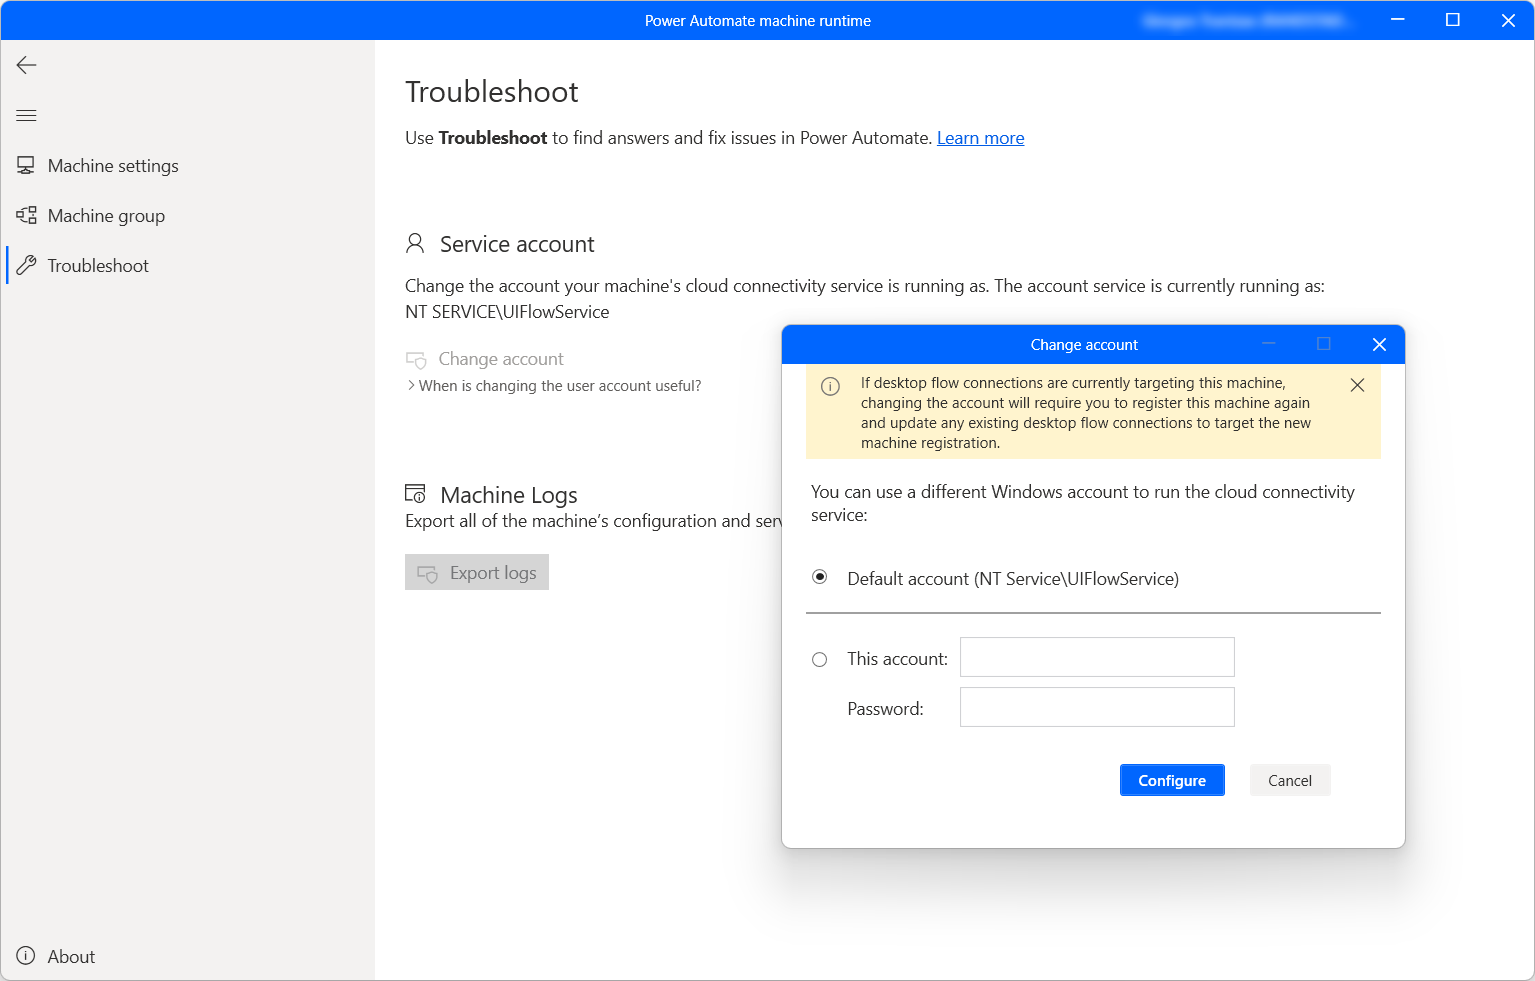 Power Automate machine runtime
Machine settings
Machine group
Troubleshoot
About
Troubleshoot
Use Troubleshoot to find answers and fix issues in Power Automate. Learn more
Service account
Change the account your machine's cloud connectivity service is running as. The account service is currently running as:
NT SERVICE\UIFlowService
Change account
When is changing the user account useful?
Machine Logs
Export all of the machine’s configuration and
Export logs
Change account
If desktop flow connections are currently targeting this machine,
changing the account will require you to register this machine again
and update any existing desktop flow connections to target the new
machine registration.
You can use a different Windows account to run the cloud connectivity
service:
Default account (NT Service\UIFlowService)
This account:
Password:
Configure
Cancel